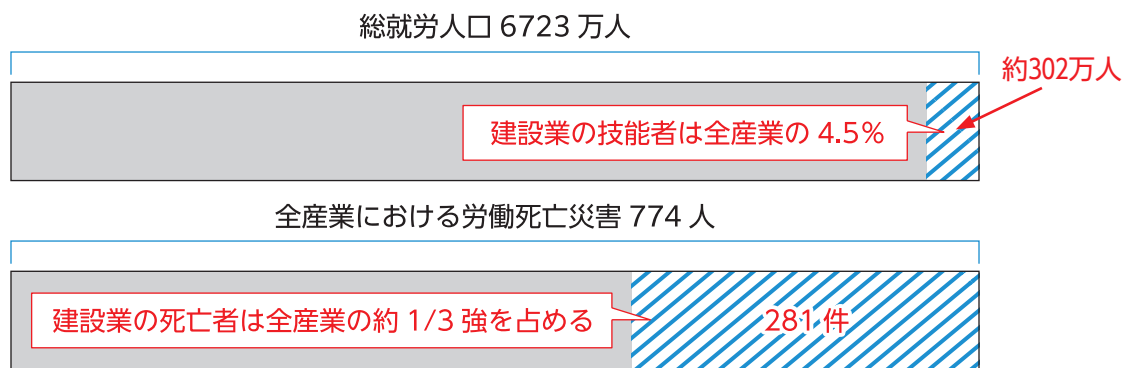 総就労人口 6723 万人
約302万人
建設業の技能者は全産業の 4.5%
全産業における労働死亡災害 774 人
建設業の死亡者は全産業の約 1/3 強を占める
281 件